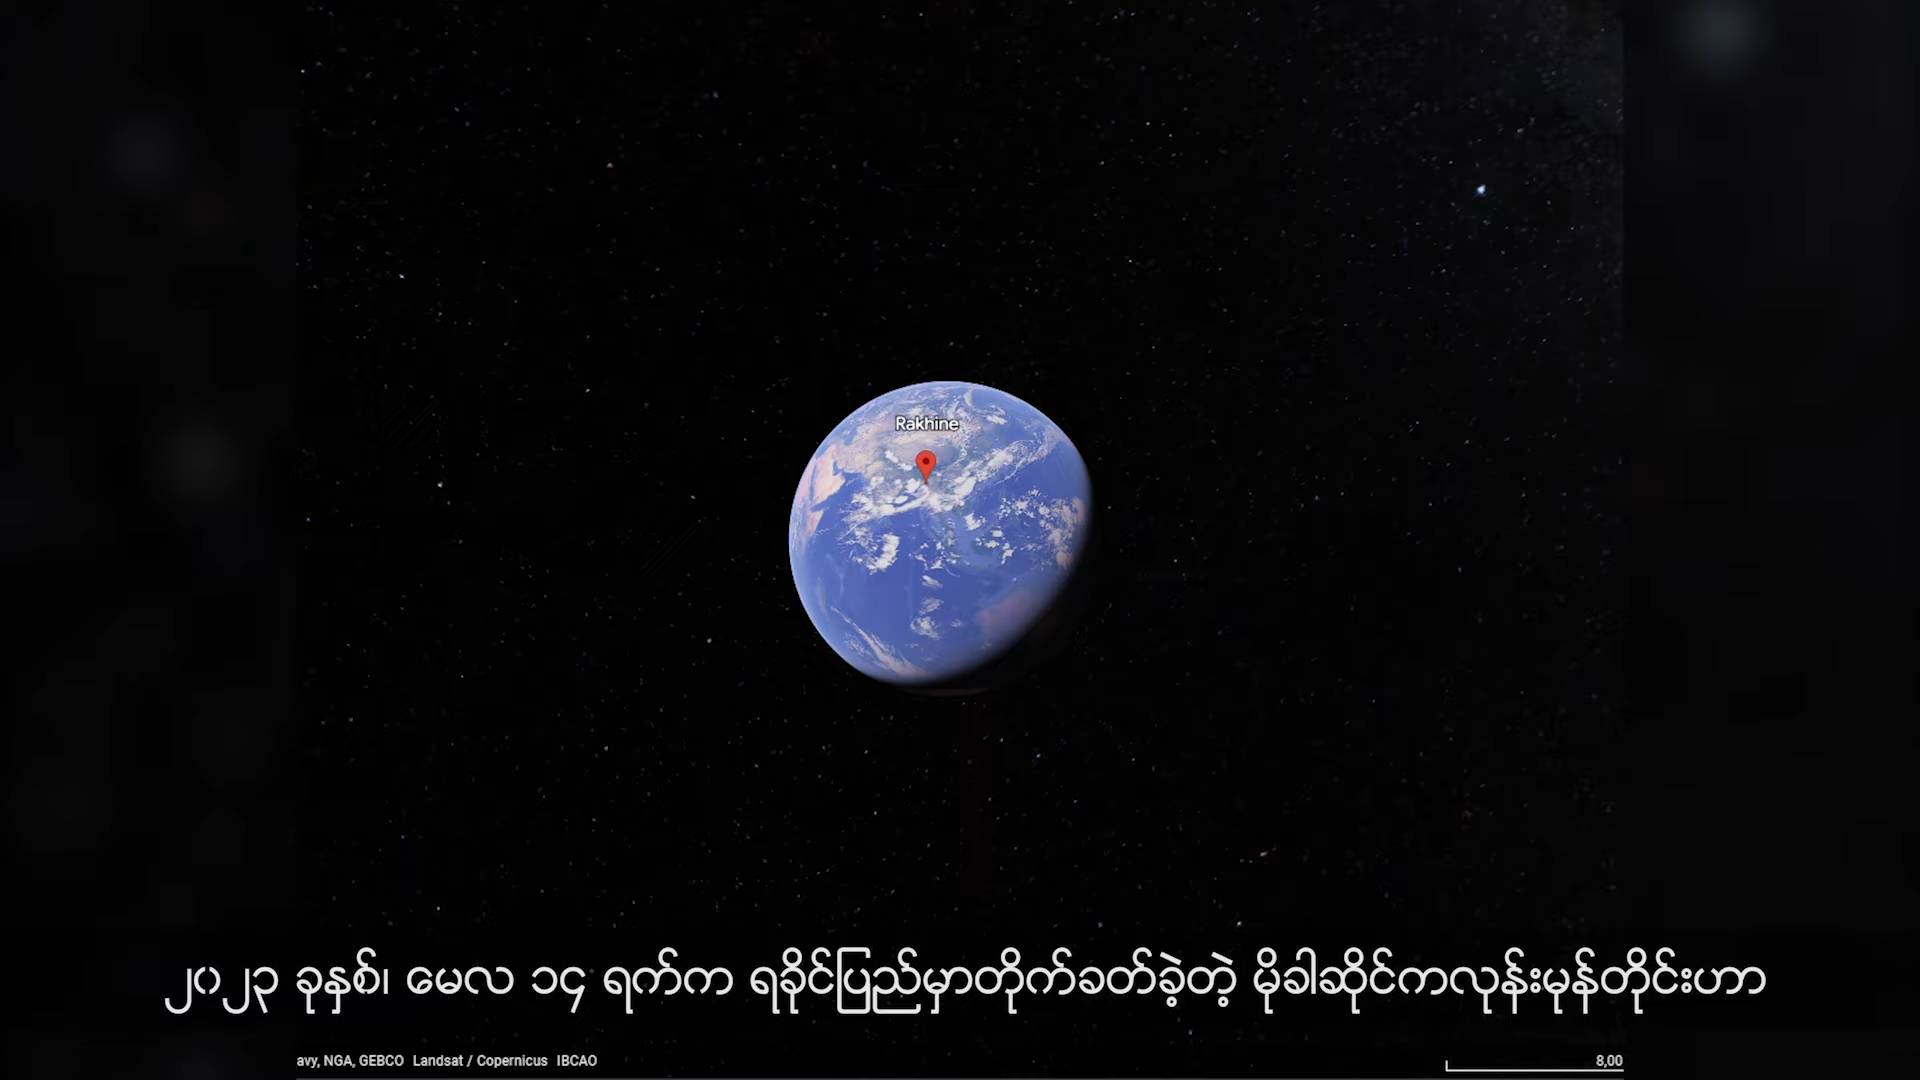 Rakhine
၂၀၂၃ ခုနှစ်၊ မေလ ၁၄ ရက်က ရခိုင်ပြည်မှာတိုက်ခတ်ခဲ့တဲ့ မိုခါဆိုင်ကလုန်းမုန်တိုင်းဟာ
avy, NGA, GEBCO Landsat / Copernicus IBCAO
8,00